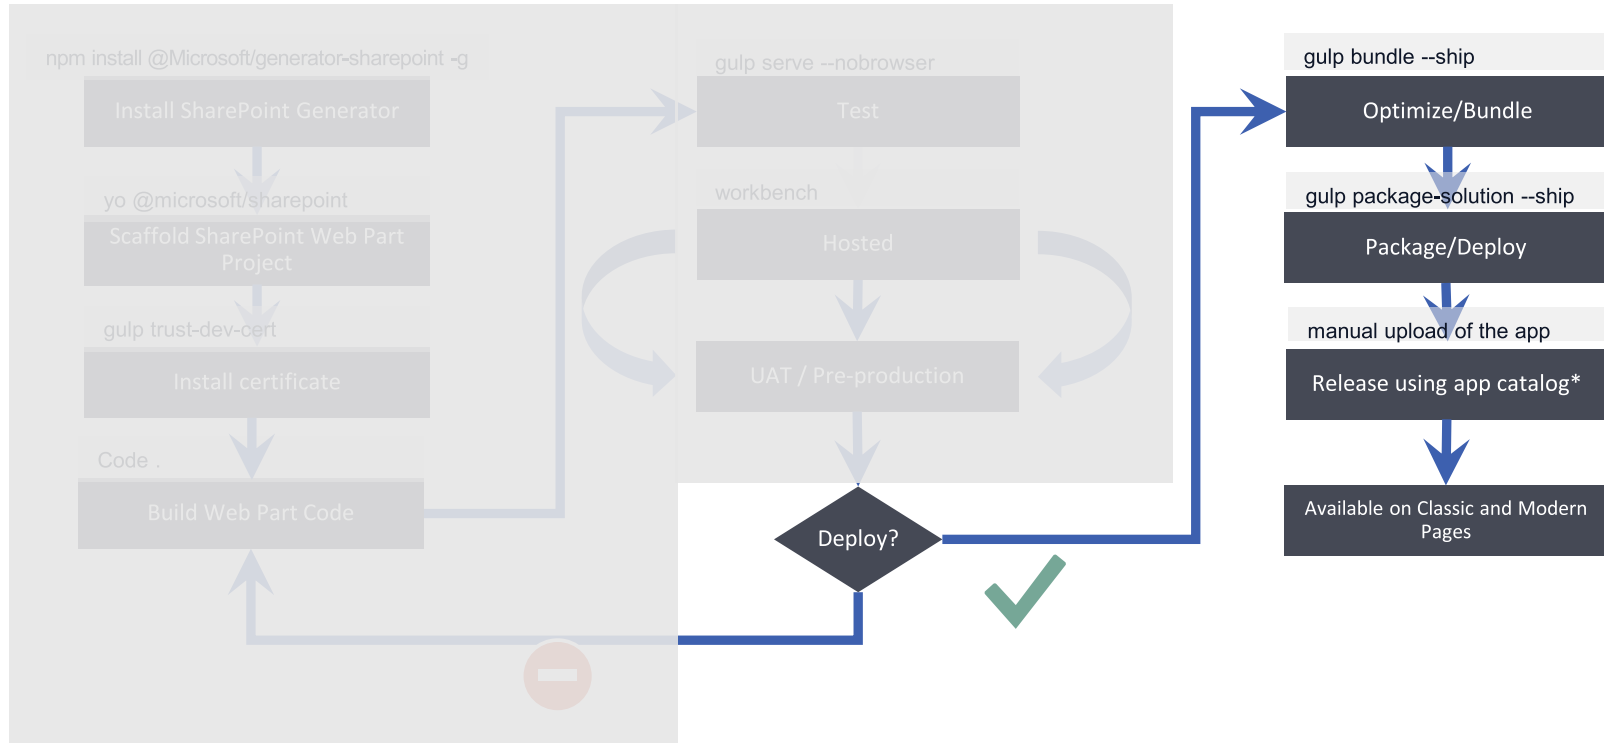 npm install @Microsoft/generator-sharepoint -g
Install SharePoint Generator
yo @microsoft/sharepoint
Scaffold SharePoint Web Part
Project
gulp trust-dev-cert
Install certificate
Code .
Build Web Part Code
gulp serve --nobrowser
Test
workbench
Hosted
UAT / Pre-production
Deploy?
gulp bundle --ship
Optimize/Bundle
gulp package-solution --ship
Package/Deploy
manual upload of the app
Release using app catalog*
Available on Classic and Modern
Pages